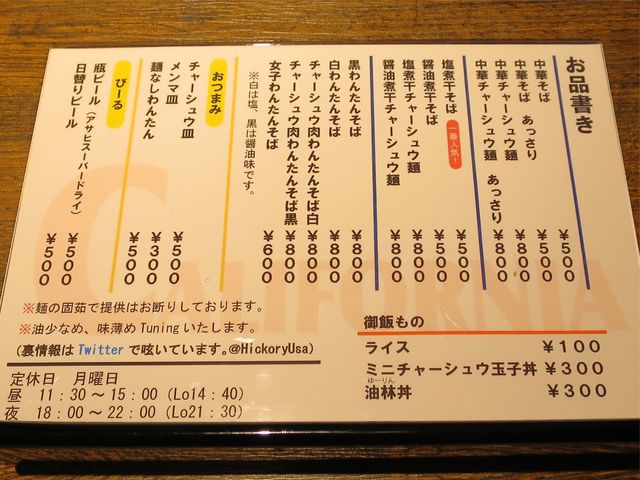 お品書き
中華そば ￥500
中華そば あっさり ￥500
中華チャーシュウ麺 ￥800
中華チャーシュウ麺 あっさり ￥800
塩煮干そば 一番人気！ ￥500
醤油煮干そば ￥500
塩煮干チャーシュウ麺 ￥800
醤油煮干チャーシュウ麺 ￥800
黒わんたんそば ￥800
白わんたんそば ￥800
チャーシュウ肉わんたんそば白
チャーシュウ肉わんたんそば黒 ￥800
女子わんたんそば ￥600
※白は塩、黒は醤油味です。
おつまみ
チャーシュウ皿 ￥500
メンマ皿 ￥300
麺なしわんたん ￥500
びーる
瓶ビール（アサヒスーパードライ） ￥500
日替りビール ￥500
※麺の固茹で提供はお断りしております。
※油少なめ、味薄めTuningいたします。
(裏情報はTwitterで呟いています。@HickoryUsa)
定休日 月曜日
昼 11：30～15：00 (Lo14：40)
夜 18：00～22：00 (Lo21：30)
御飯もの
ライス ￥100
ミニチャーシュウ玉子丼 ￥300
ゆーりん
油林丼 ￥300
CALIFORNIA